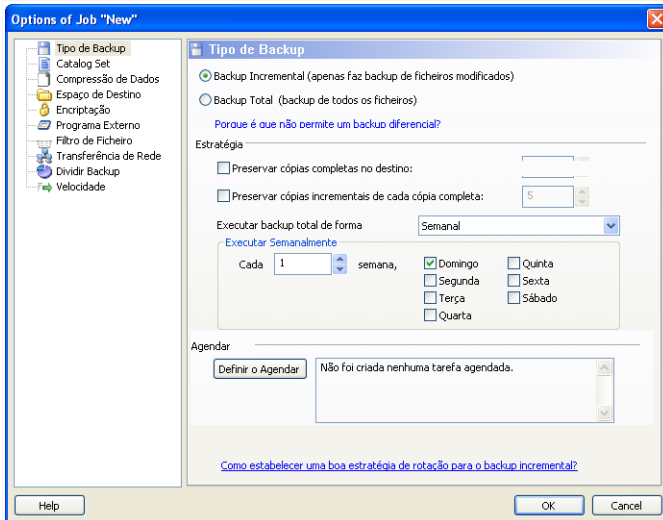 Options of Job "New"
Tipo de Backup
Catalog Set
Compressão de Dados
Espaço de Destino
Encriptação
Programa Externo
Filtro de Ficheiro
Transferência de Rede
Dividir Backup
Velocidade
Tipo de Backup
Backup Incremental (apenas faz backup de ficheiros modificados)
Backup Total (backup de todos os ficheiros)
Porque é que não permite um backup diferencial?
Estratégia
Preservar cópias completas no destino:
Preservar cópias incrementais de cada cópia completa: 5
Executar backup total de forma Semanal
Executar Semanalmente
Cada 1 semana, Domingo Quinta
Segunda Sexta
Terça Sábado
Quarta
Agendar
Definir o Agendar Não foi criada nenhuma tarefa agendada.
Como estabelecer uma boa estratégia de rotação para o backup incremental?
Help OK Cancel